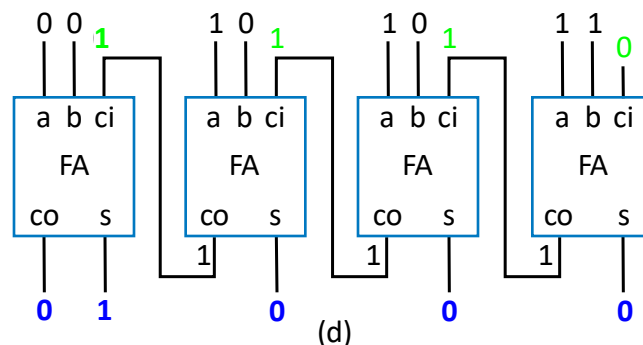 0 0 1 1 0 1 1 0 1 1 1 0
a b ci a b ci a b ci a b ci
FA FA FA FA
co s co s co s co s
1 1 1
0 1 0 0 0
(d)